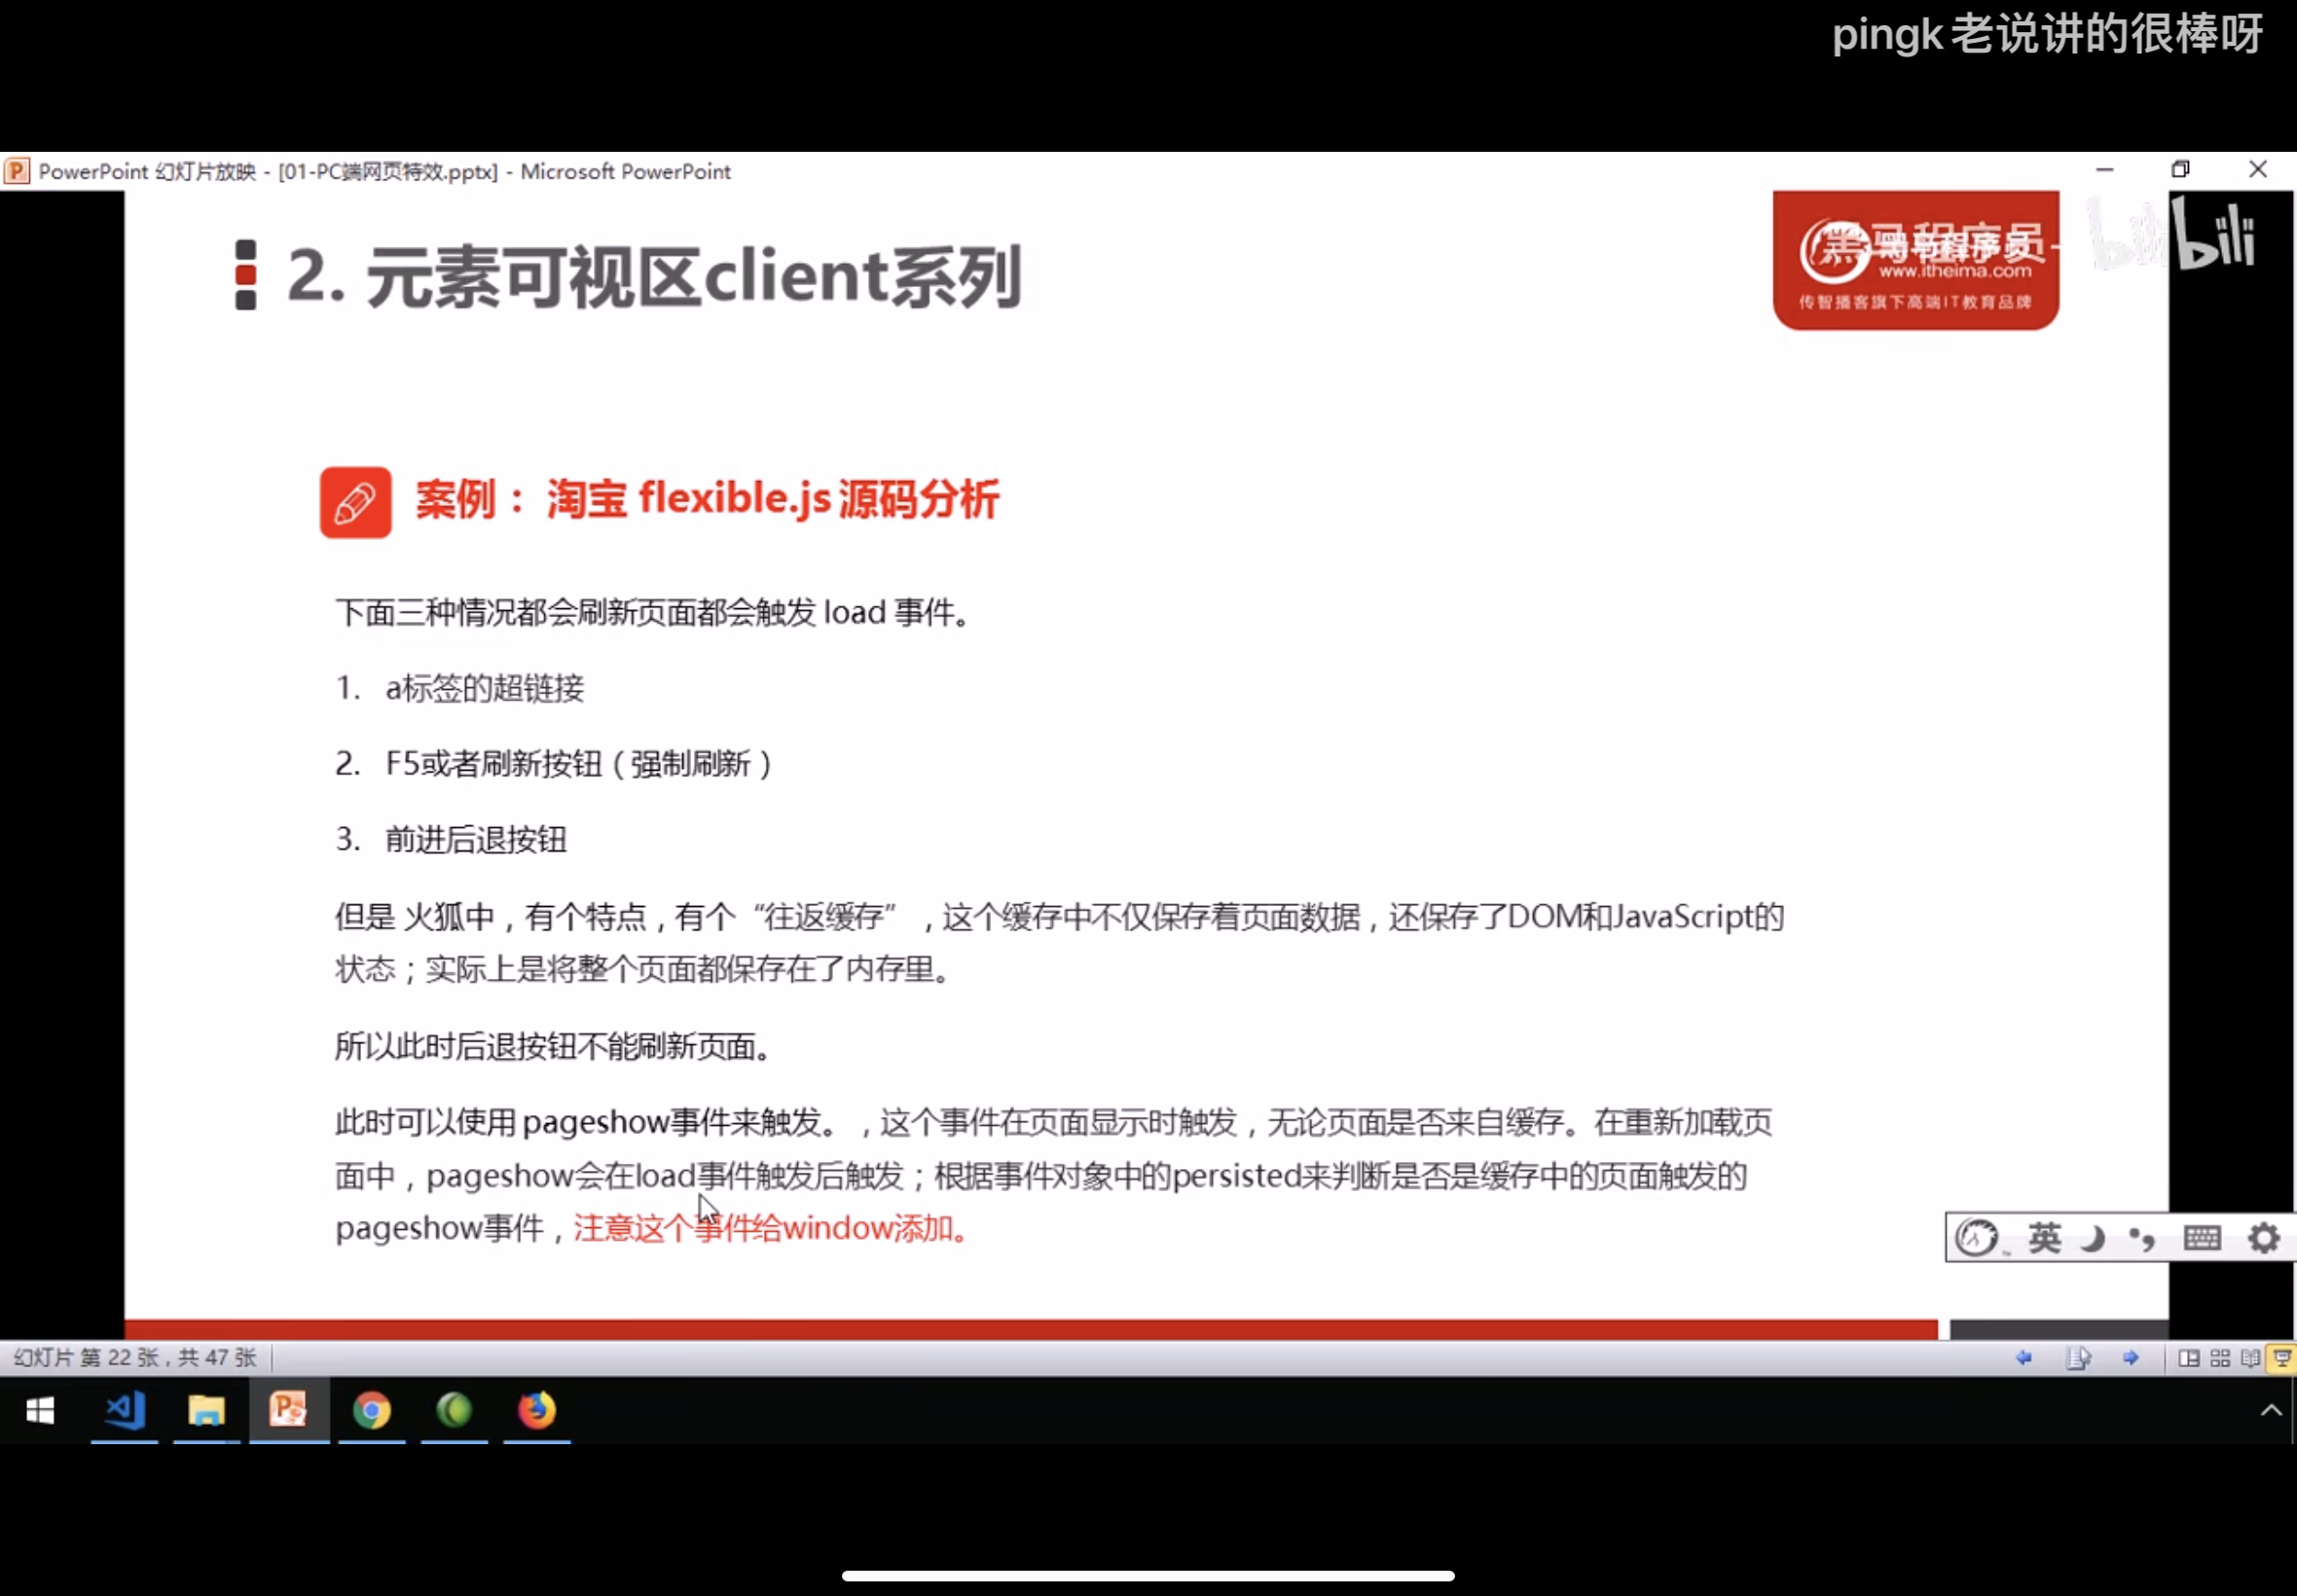 pingk老说讲的很棒呀
PowerPoint 幻灯片放映 - [01-PC端网页特效.pptx] - Microsoft PowerPoint
2. 元素可视区client系列
黑马程序员
www.itheima.com
传智播客旗下高端IT教育品牌
bilibili
案例： 淘宝 flexible.js 源码分析
下面三种情况都会刷新页面都会触发 load 事件。
1. a标签的超链接
2. F5或者刷新按钮（强制刷新）
3. 前进后退按钮
但是 火狐中，有个特点，有个“往返缓存”，这个缓存中不仅保存着页面数据，还保存了DOM和JavaScript的
状态；实际上是将整个页面都保存在了内存里。
所以此时后退按钮不能刷新页面。
此时可以使用 pageshow事件来触发。，这个事件在页面显示时触发，无论页面是否来自缓存。在重新加载页
面中，pageshow会在load事件触发后触发；根据事件对象中的persisted来判断是否是缓存中的页面触发的
pageshow事件，注意这个事件给window添加。
英
幻灯片 第 22 张，共 47 张